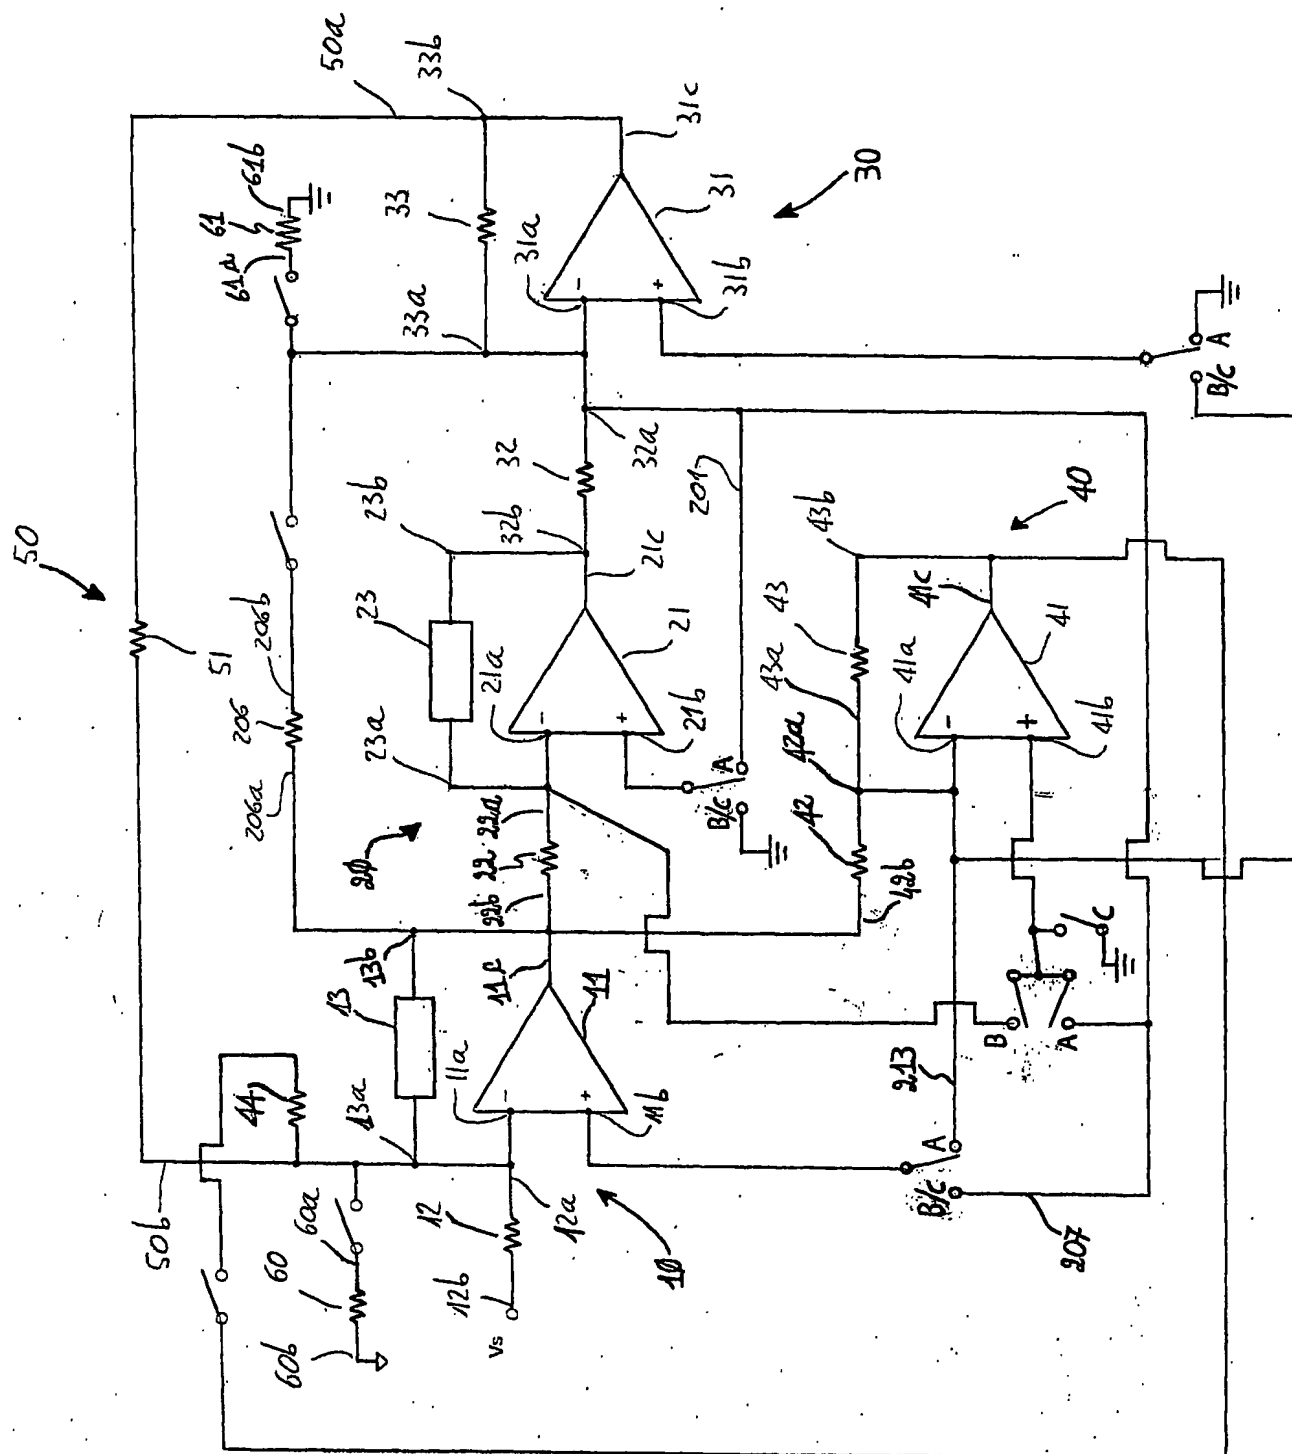 50
50a
33b
61b
61
61a
51
206b
206
206a
33
33a
31a
-
+
31b
31c
31
30
23b
23
23a
32b
32
32a
201
21c
21
21a
21b
-
+
A
B/C
A
B/C
20
22a
22
22b
13b
13
13a
11c
11
11a
11b
-
+
10
44
50b
60a
60
60b
12
12a
12b
Vs
40
43b
43
43a
42a
42
42b
41c
41
41a
41b
-
+
C
B
A
213
A
B/C
207